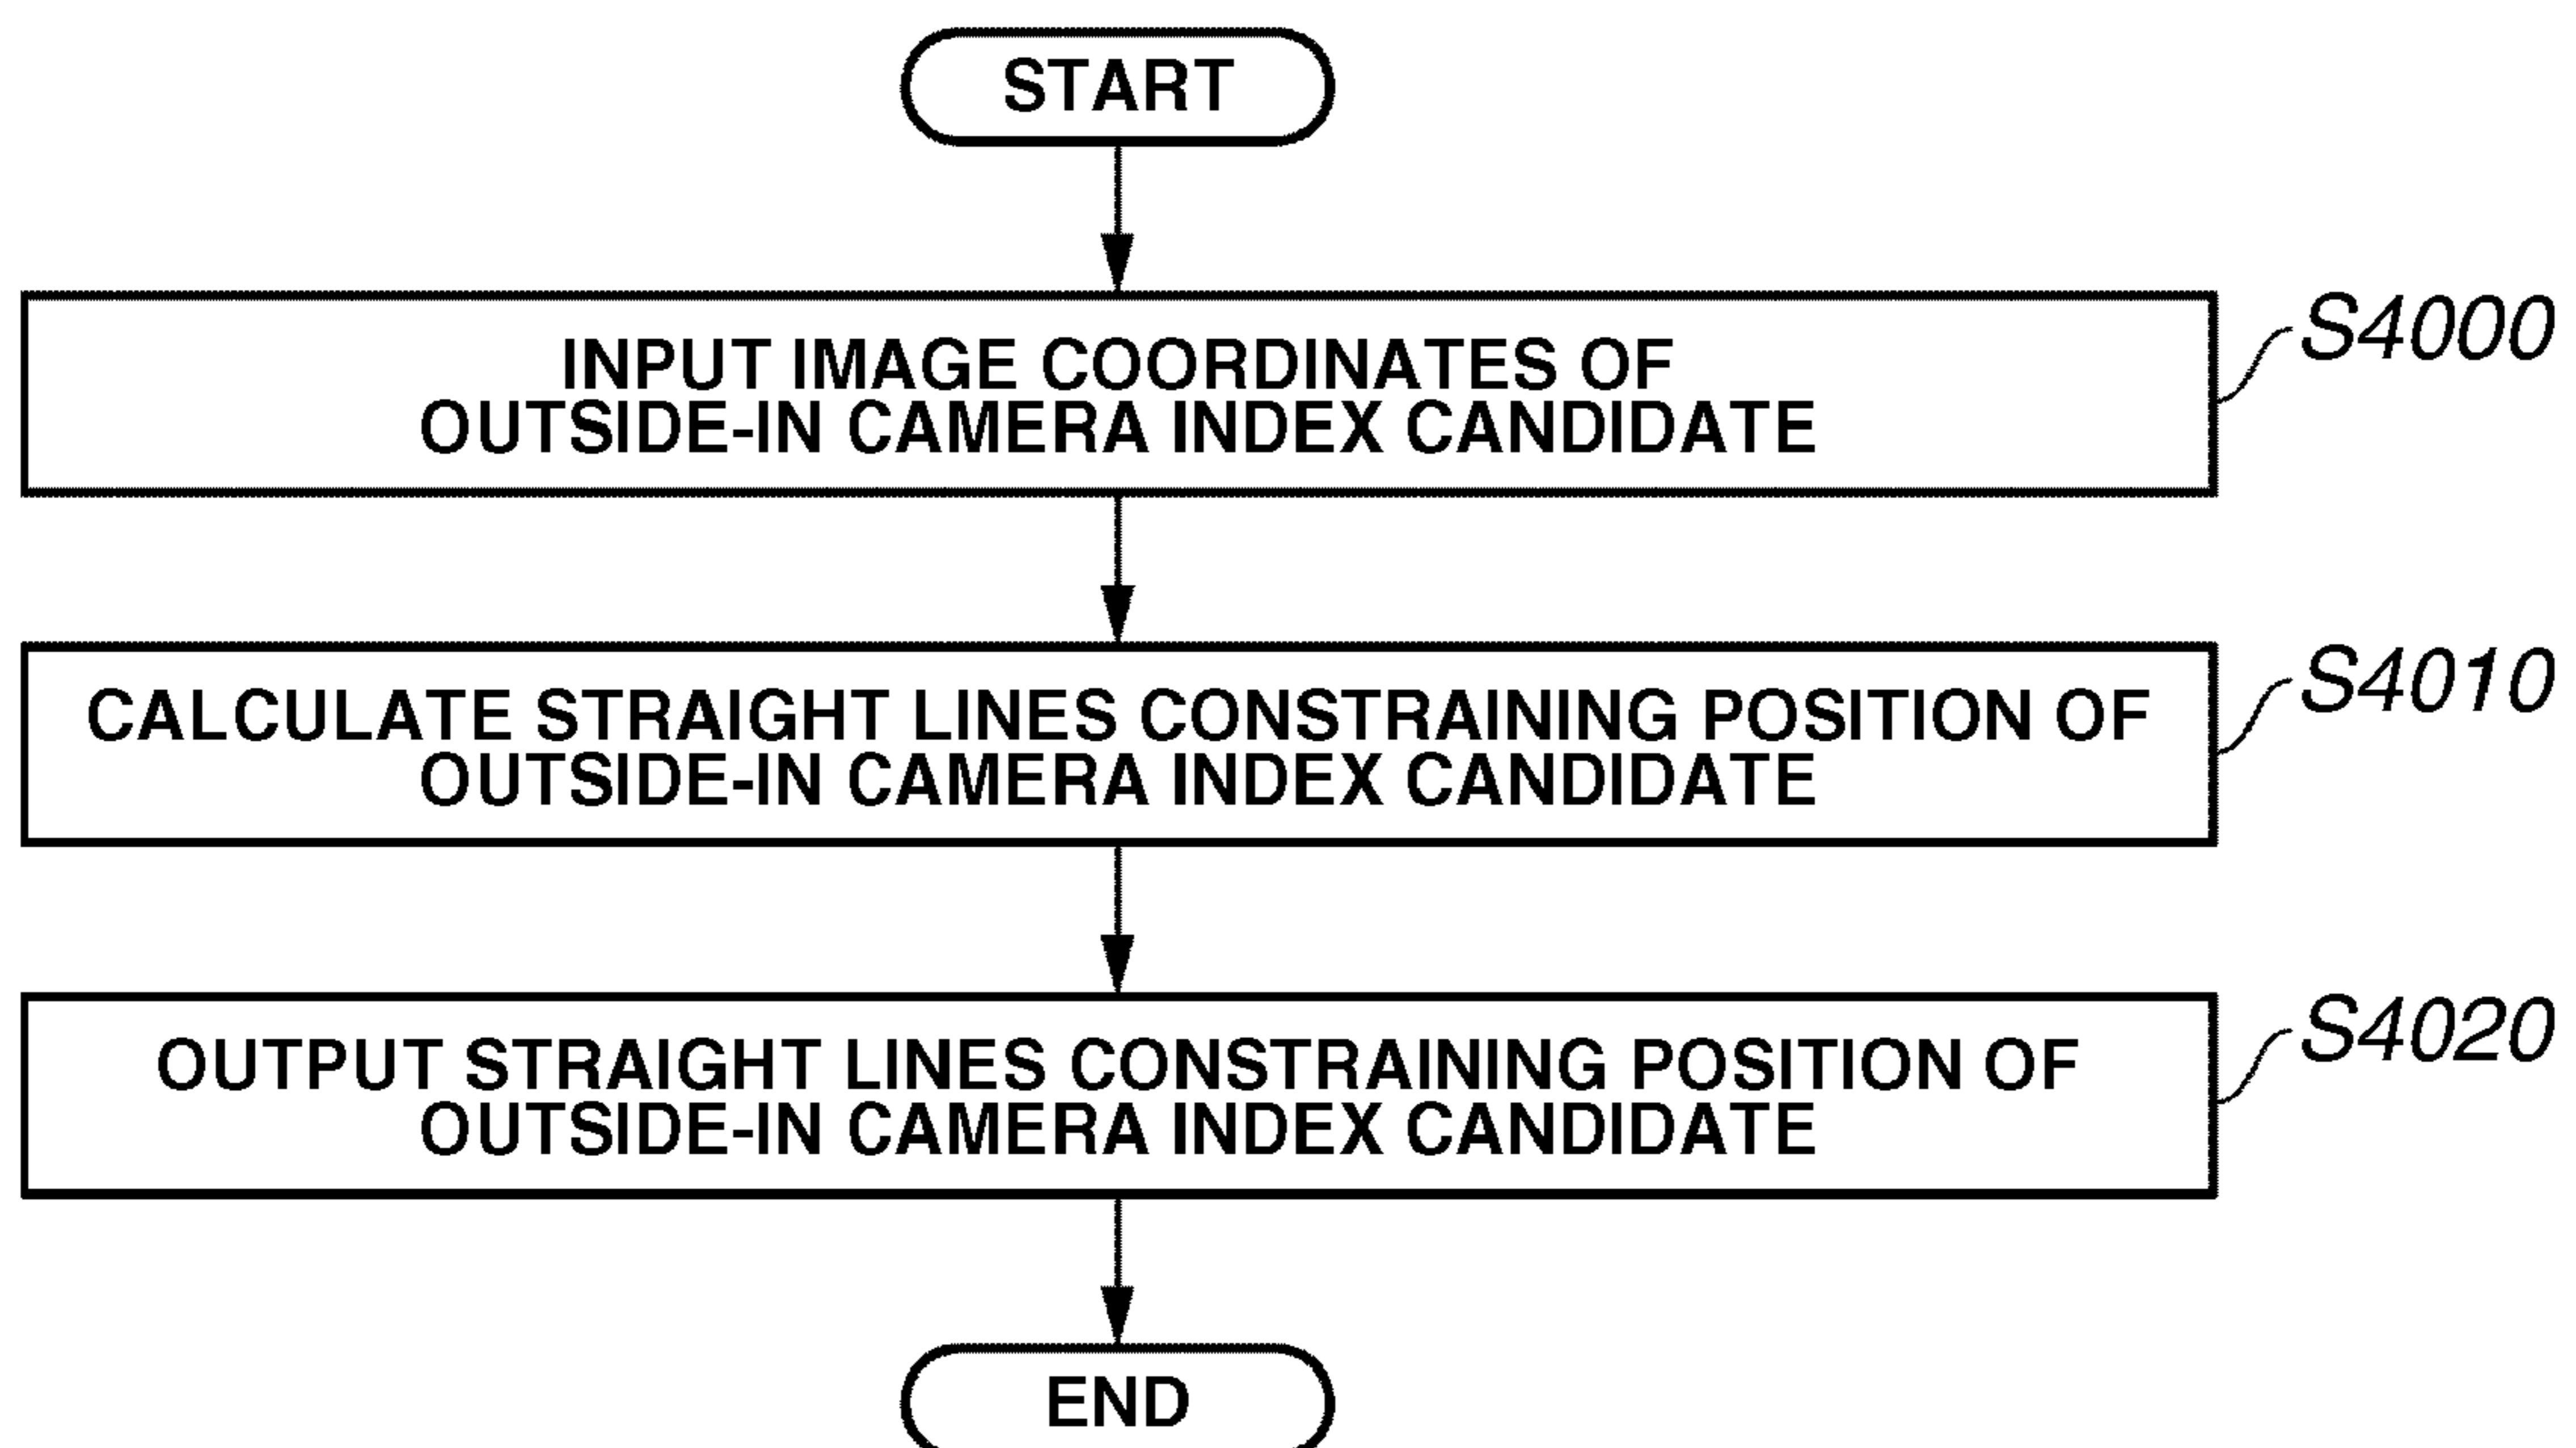 START
INPUT IMAGE COORDINATES OF
OUTSIDE-IN CAMERA INDEX CANDIDATE
S4000
CALCULATE STRAIGHT LINES CONSTRAINING POSITION OF
OUTSIDE-IN CAMERA INDEX CANDIDATE
S4010
OUTPUT STRAIGHT LINES CONSTRAINING POSITION OF
OUTSIDE-IN CAMERA INDEX CANDIDATE
S4020
END